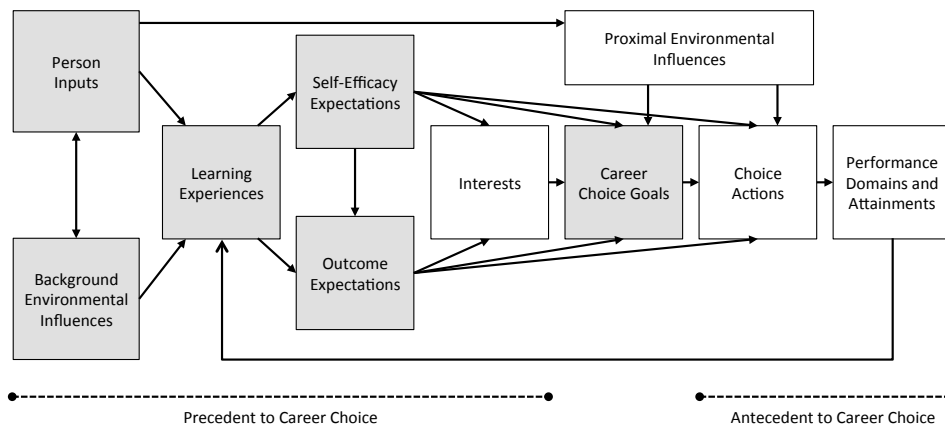 Person
Inputs
Proximal Environmental
Influences
Self-Efficacy
Expectations
Learning
Experiences
Interests
Career
Choice Goals
Choice
Actions
Performance
Domains and
Attainments
Background
Environmental
Influences
Outcome
Expectations
Precedent to Career Choice
Antecedent to Career Choice